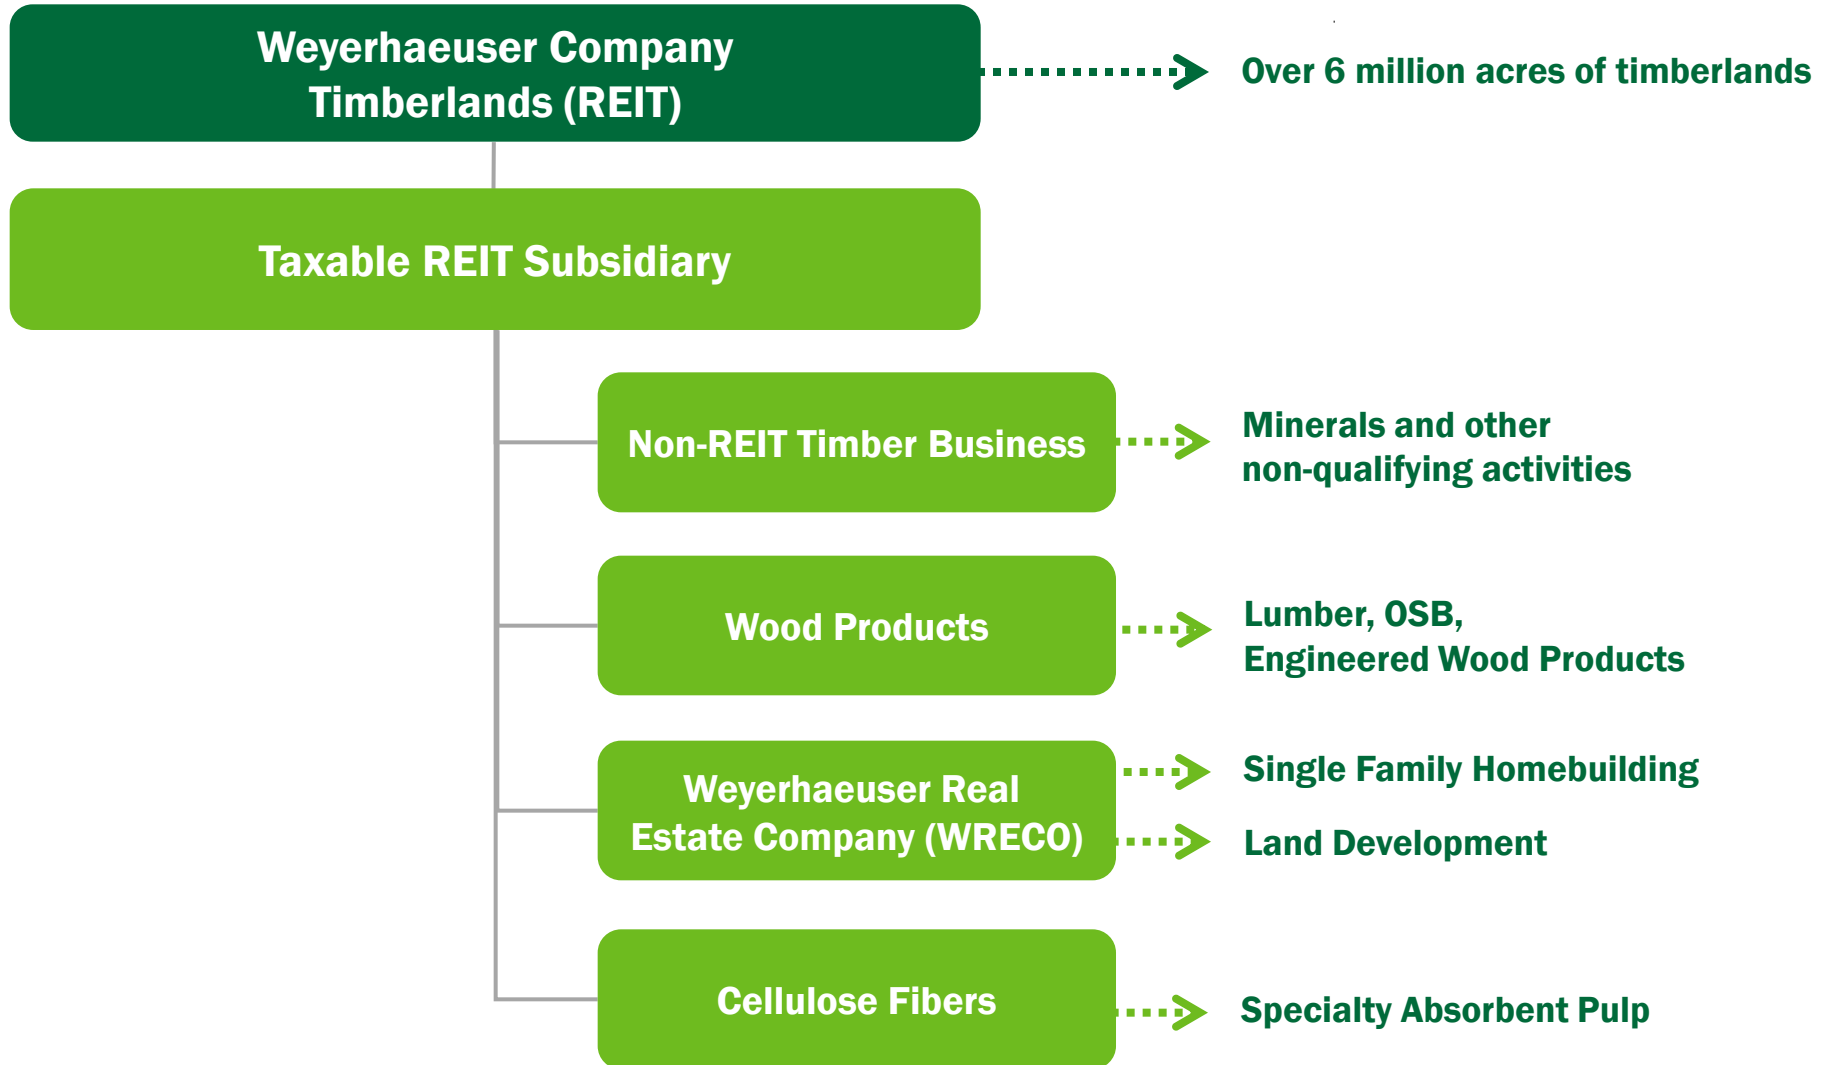 Weyerhaeuser Company
Timberlands (REIT)
Over 6 million acres of timberlands
Taxable REIT Subsidiary
Non-REIT Timber Business
Minerals and other
non-qualifying activities
Wood Products
Lumber, OSB,
Engineered Wood Products
Weyerhaeuser Real
Estate Company (WRECO)
Single Family Homebuilding
Land Development
Cellulose Fibers
Specialty Absorbent Pulp